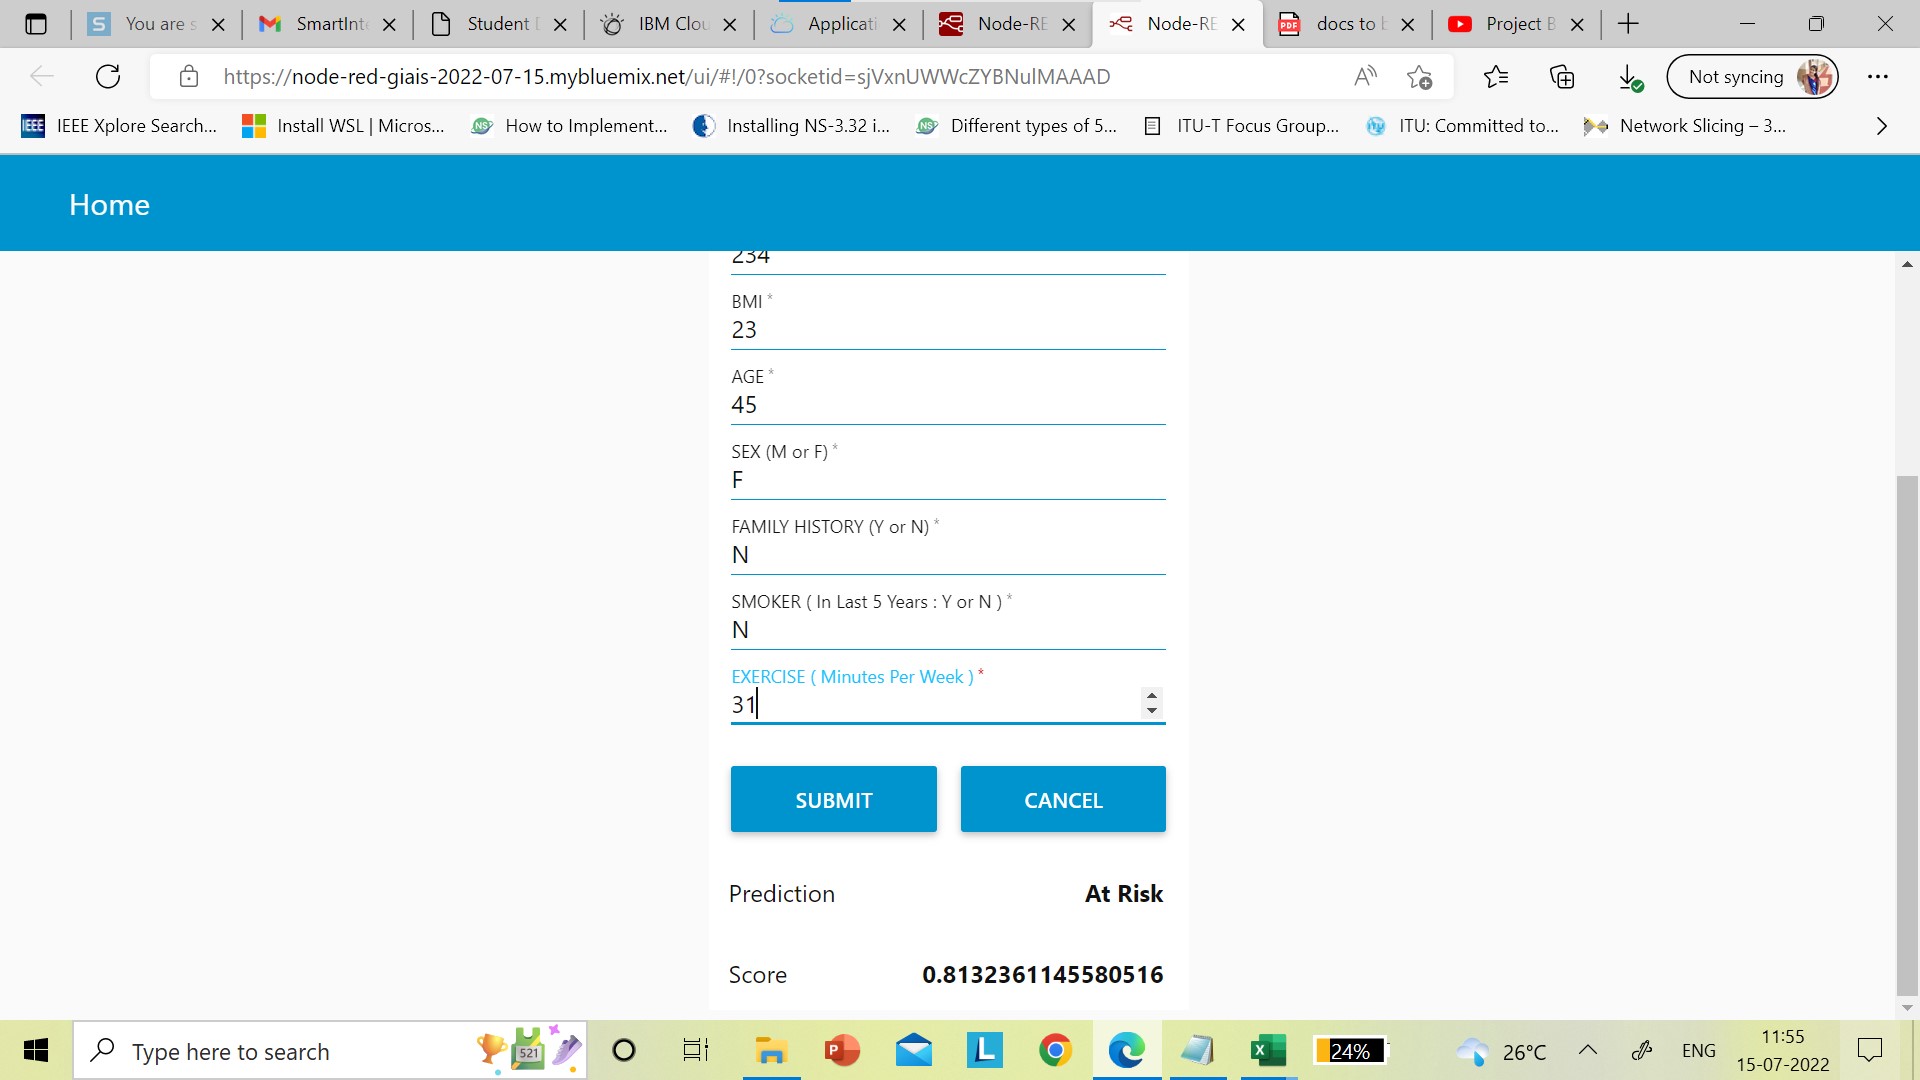 You are s
SmartInte
Student D
IBM Clou
Applicati
Node-RE
Node-RE
docs to b
Project B
https://node-red-giais-2022-07-15.mybluemix.net/ui/#!/0?socketid=sjVxnUWWcZYBNulMAAAD
Not syncing
IEEE Xplore Search...
Install WSL | Micros...
How to Implement...
Installing NS-3.32 i...
Different types of 5...
ITU-T Focus Group...
ITU: Committed to...
Network Slicing – 3...
Home
234
BMI *
23
AGE *
45
SEX (M or F) *
F
FAMILY HISTORY (Y or N) *
N
SMOKER ( In Last 5 Years : Y or N ) *
N
EXERCISE ( Minutes Per Week ) *
31
SUBMIT
CANCEL
Prediction At Risk
Score 0.8132361145580516
Type here to search
521
24%
26°C
ENG
11:55
15-07-2022